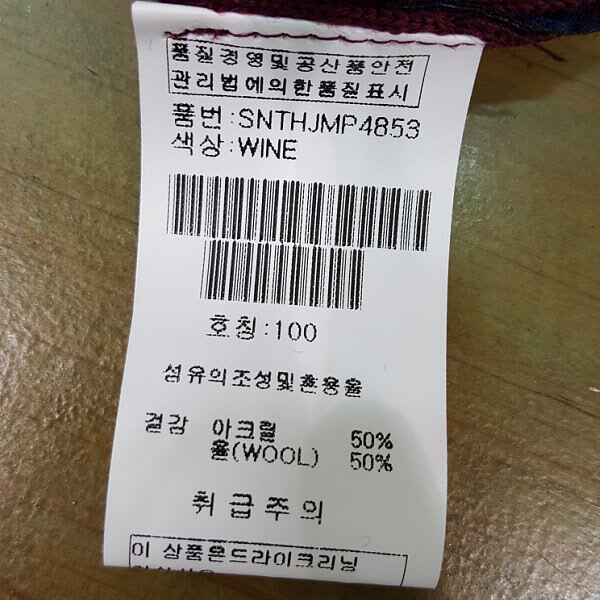 품질경영및공산품안전
관리법에의한품질표시
품번:SNTHJMP4853
색상:WINE
호칭:100
섬유의조성및혼용율
겉감 아크릴 50%
울(WOOL) 50%
취급주의
이 상품은드라이크리닝